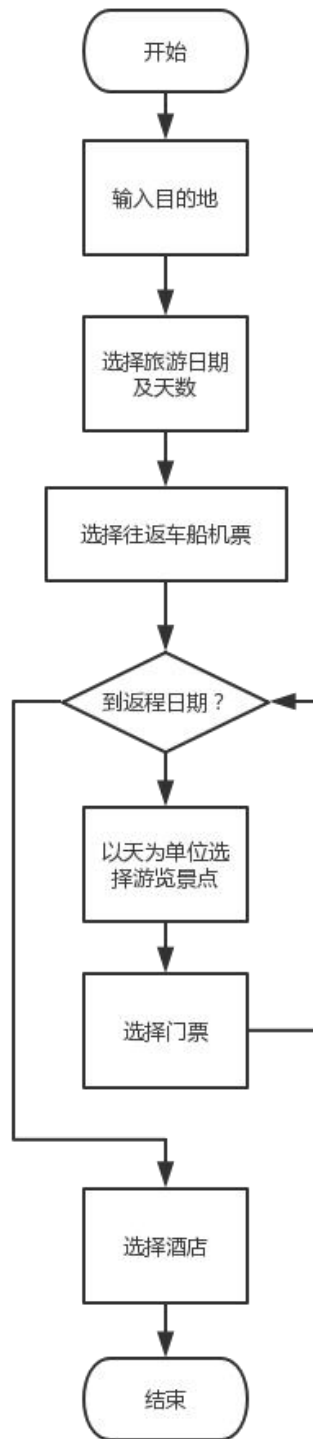 开始
输入目的地
选择旅游日期
及天数
选择往返车船机票
到返程日期？
以天为单位选
择游览景点
选择门票
选择酒店
结束